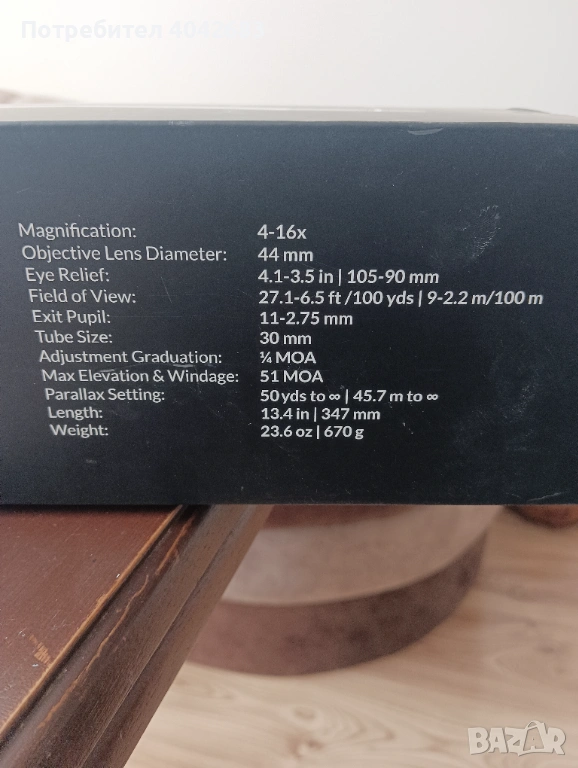 Потребител
Magnification: 4-16x
Objective Lens Diameter: 44 mm
Eye Relief: 4.1-3.5 in | 105-90 mm
Field of View: 27.1-6.5 ft /100 yds | 9-2.2 m/100 m
Exit Pupil: 11-2.75 mm
Tube Size: 30 mm
Adjustment Graduation: ¼ MOA
Max Elevation & Windage: 51 MOA
Parallax Setting: 50 yds to ∞ | 45.7 m to ∞
Length: 13.4 in | 347 mm
Weight: 23.6 oz | 670 g
BAZAR